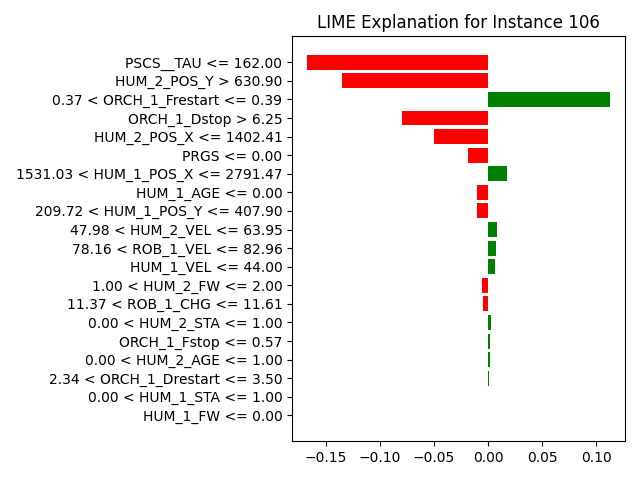 LIME Explanation for Instance 106
PSCS__TAU <= 162.00
HUM_2_POS_Y > 630.90
0.37 < ORCH_1_Frestart <= 0.39
ORCH_1_Dstop > 6.25
HUM_2_POS_X <= 1402.41
PRGS <= 0.00
1531.03 < HUM_1_POS_X <= 2791.47
HUM_1_AGE <= 0.00
209.72 < HUM_1_POS_Y <= 407.90
47.98 < HUM_2_VEL <= 63.95
78.16 < ROB_1_VEL <= 82.96
HUM_1_VEL <= 44.00
1.00 < HUM_2_FW <= 2.00
11.37 < ROB_1_CHG <= 11.61
0.00 < HUM_2_STA <= 1.00
ORCH_1_Fstop <= 0.57
0.00 < HUM_2_AGE <= 1.00
2.34 < ORCH_1_Drestart <= 3.50
0.00 < HUM_1_STA <= 1.00
HUM_1_FW <= 0.00
−0.15 −0.10 −0.05 0.00 0.05 0.10